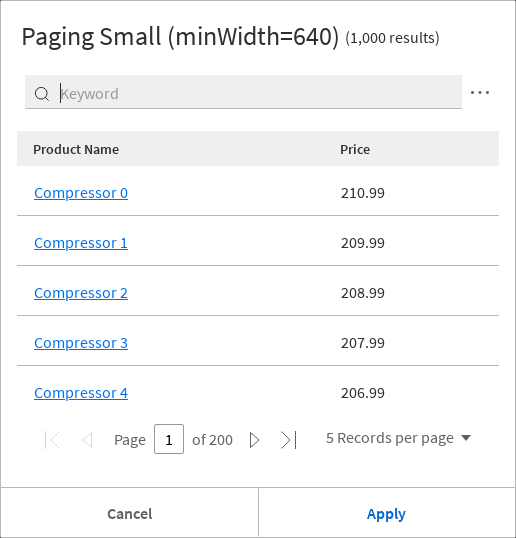 Paging Small (minWidth=640) (1,000 results)
Keyword
Product Name Price
Compressor 0 210.99
Compressor 1 209.99
Compressor 2 208.99
Compressor 3 207.99
Compressor 4 206.99
Page 1 of 200 5 Records per page
Cancel Apply